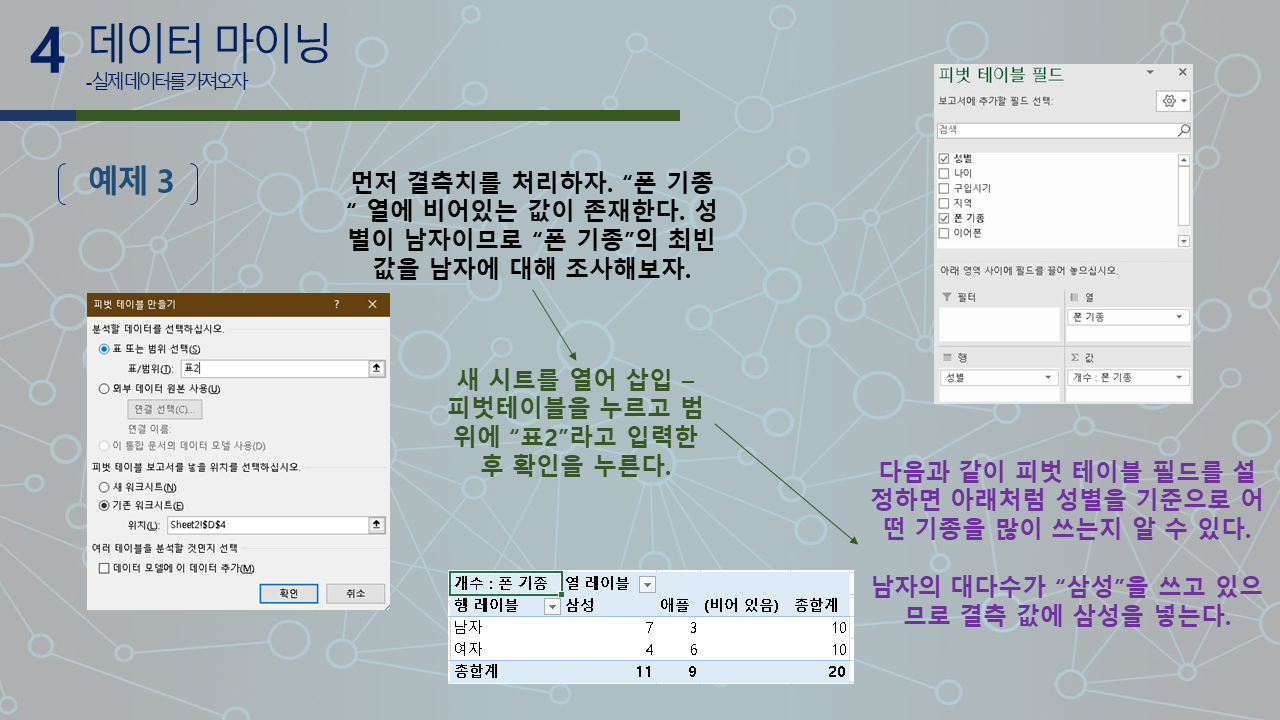 4 데이터 마이닝
-실제 데이터를 가져오자
예제 3
먼저 결측치를 처리하자. “폰 기종
“ 열에 비어있는 값이 존재한다. 성
별이 남자이므로 “폰 기종”의 최빈
값을 남자에 대해 조사해보자.
피벗 테이블 만들기 ?
분석할 데이터를 선택하십시오.
표 또는 범위 선택(S)
표/범위(T): 표2
외부 데이터 원본 사용(U)
연결 선택(C)...
연결 이름:
이 통합 문서의 데이터 모델 사용(D)
피벗 테이블 보고서를 넣을 위치를 선택하십시오.
새 워크시트(N)
기존 워크시트(E)
위치(L): Sheet2!$D$4
여러 테이블을 분석할 것인지 선택
데이터 모델에 이 데이터 추가(M)
확인 취소
새 시트를 열어 삽입 –
피벗테이블을 누르고 범
위에 “표2”라고 입력한
후 확인을 누른다.
피벗 테이블 필드
보고서에 추가할 필드 선택:
검색
성별
나이
구입시기
지역
폰 기종
이어폰
아래 영역 사이에 필드를 끌어 놓으십시오.
필터 열
폰 기종
행 Σ 값
성별 개수 : 폰 기종
다음과 같이 피벗 테이블 필드를 설
정하면 아래처럼 성별을 기준으로 어
떤 기종을 많이 쓰는지 알 수 있다.
남자의 대다수가 “삼성”을 쓰고 있으
므로 결측 값에 삼성을 넣는다.
개수 : 폰 기종 열 레이블
행 레이블 삼성 애플 (비어 있음) 총합계
남자 7 3 10
여자 4 6 10
총합계 11 9 20